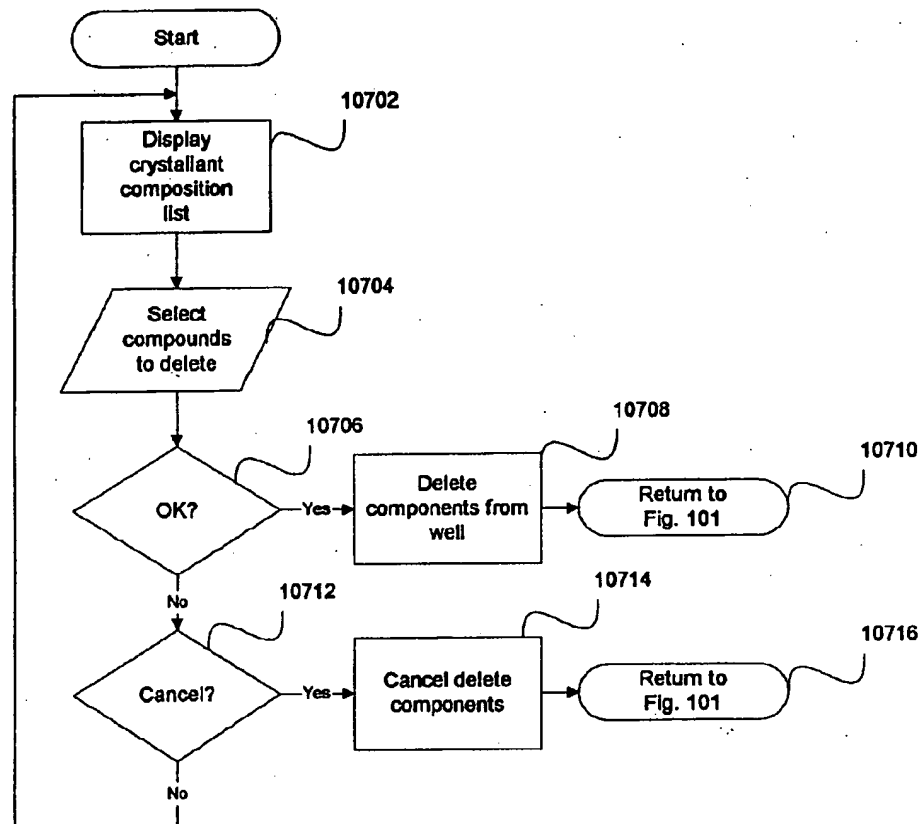 Start
10702
Display
crystallant
composition
list
10704
Select
compounds
to delete
10706
OK?
Yes
10708
Delete
components from
well
10710
Return to
Fig. 101
No
10712
Cancel?
Yes
10714
Cancel delete
components
10716
Return to
Fig. 101
No